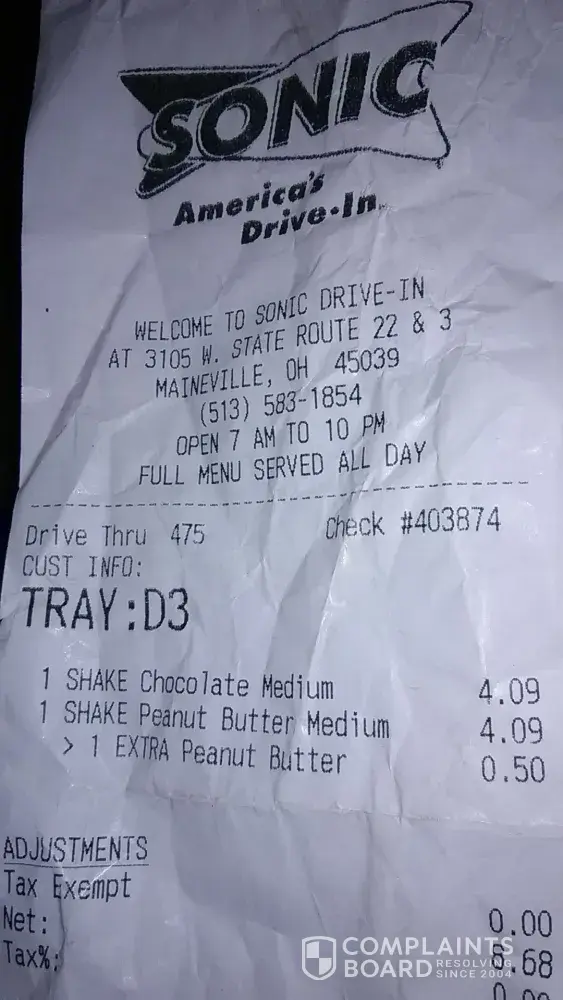 SONIC
America's
Drive-In
WELCOME TO SONIC DRIVE-IN
AT 3105 W. STATE ROUTE 22 & 3
MAINEVILLE, OH 45039
(513) 583-1854
OPEN 7 AM TO 10 PM
FULL MENU SERVED ALL DAY
Drive Thru 475 Check #403874
CUST INFO:
TRAY:D3
1 SHAKE Chocolate Medium 4.09
1 SHAKE Peanut Butter Medium 4.09
> 1 EXTRA Peanut Butter 0.50
ADJUSTMENTS
Tax Exempt
Net: 0.00
Tax%: 8.68
COMPLAINTS
BOARD RESOLVING
SINCE 2004